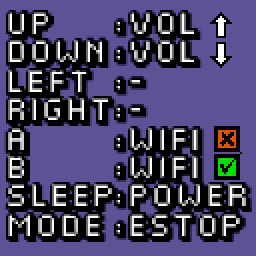 UP :VOL ⬆
DOWN :VOL ⬇
LEFT :-
RIGHT:-
A :WIFI ❎
B :WIFI ✅
SLEEP:POWER
MODE :ESTOP